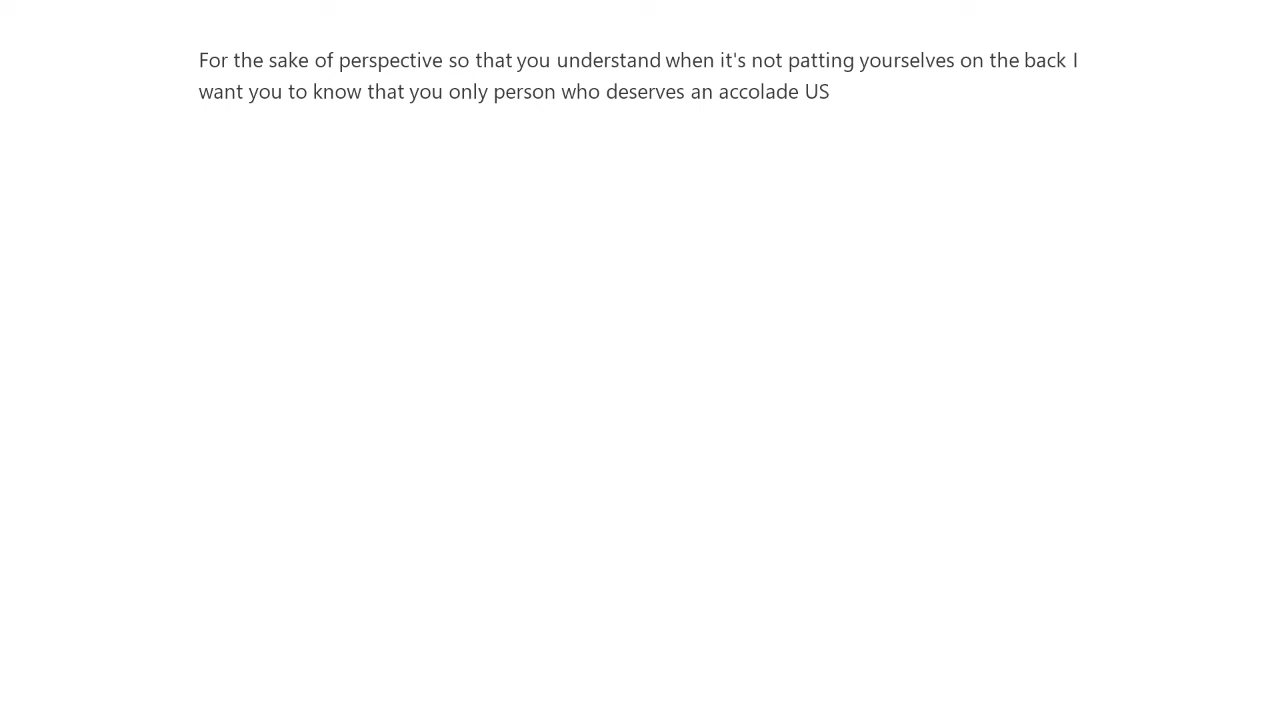 For the sake of perspective so that you understand when it's not patting yourselves on the back I
want you to know that you only person who deserves an accolade US